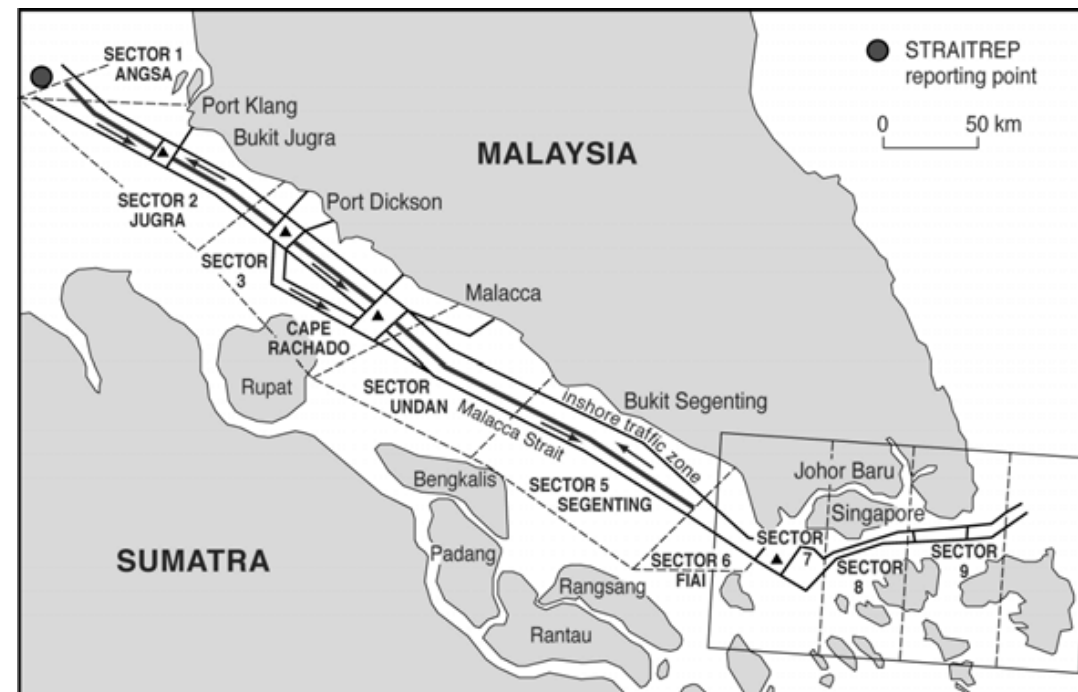 SECTOR 1
ANGSA
STRAITREP
reporting point
0 50 km
Port Klang
Bukit Jugra
MALAYSIA
SECTOR 2
JUGRA
Port Dickson
SECTOR
3
Malacca
CAPE
RACHADO
Rupat
SECTOR
UNDAN
Malacca Strait
inshore traffic zone
Bukit Segenting
Bengkalis
SECTOR 5
SEGENTING
Johor Baru
Singapore
SUMATRA
Padang
SECTOR
7
SECTOR 6
FIAI
SECTOR
8
SECTOR
9
Rangsang
Rantau